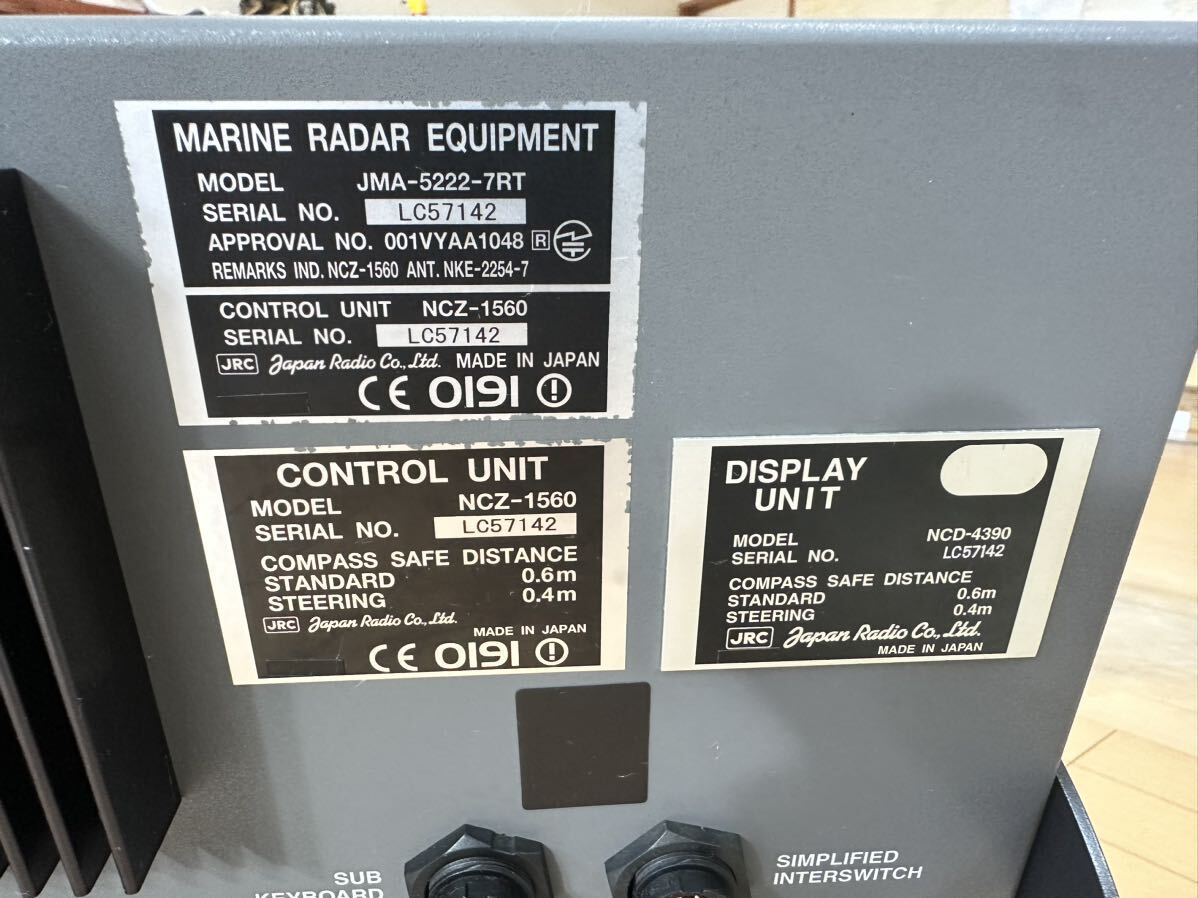 MARINE RADAR EQUIPMENT
MODEL JMA-5222-7RT
SERIAL NO. LC57142
APPROVAL NO. 001VYAA1048 R
REMARKS IND. NCZ-1560 ANT. NKE-2254-7
CONTROL UNIT NCZ-1560
SERIAL NO. LC57142
JRC Japan Radio Co., Ltd. MADE IN JAPAN
CE 0191
CONTROL UNIT
MODEL NCZ-1560
SERIAL NO. LC57142
COMPASS SAFE DISTANCE
STANDARD 0.6m
STEERING 0.4m
JRC Japan Radio Co., Ltd.
MADE IN JAPAN
CE 0191
DISPLAY
UNIT
MODEL NCD-4390
SERIAL NO. LC57142
COMPASS SAFE DISTANCE
STANDARD 0.6m
STEERING 0.4m
JRC Japan Radio Co., Ltd.
MADE IN JAPAN
SUB
KEYBOARD
SIMPLIFIED
INTERSWITCH